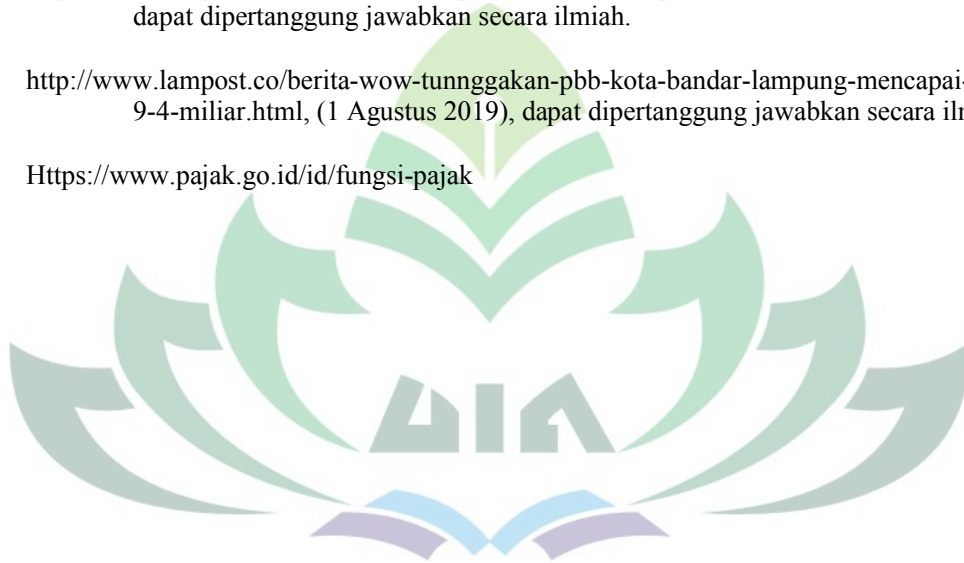 dapat dipertanggung jawabkan secara ilmiah.
http://www.lampost.co/berita-wow-tunnggakan-pbb-kota-bandar-lampung-mencapai-
9-4-miliar.html, (1 Agustus 2019), dapat dipertanggung jawabkan secara
Https://www.pajak.go.id/id/fungsi-pajak
UIN